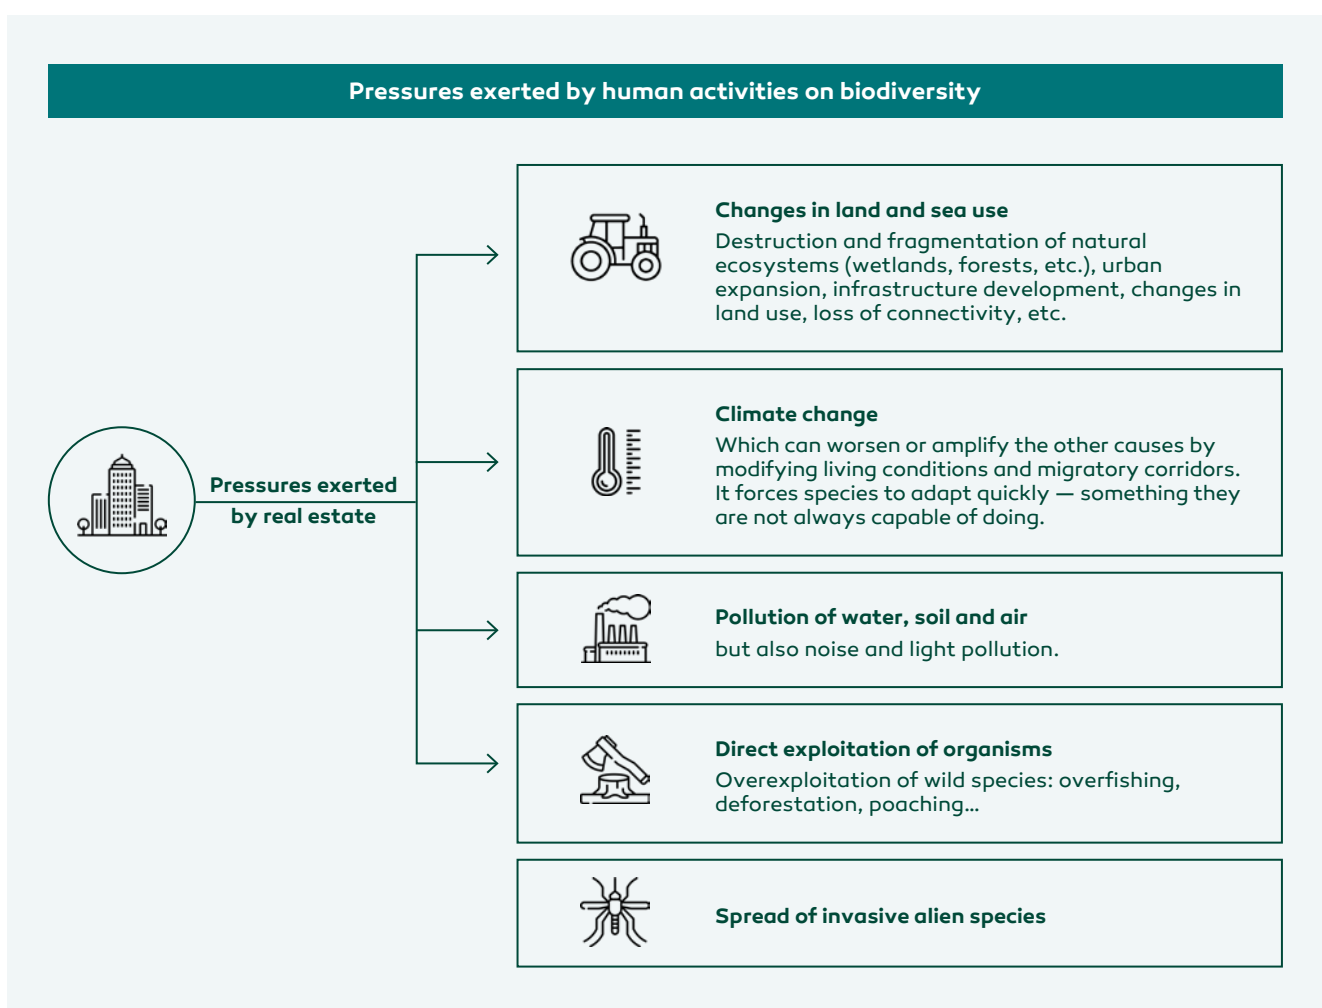 Pressures exerted by human activities on biodiversity
Pressures exerted
by real estate
Changes in land and sea use
Destruction and fragmentation of natural
ecosystems (wetlands, forests, etc.), urban
expansion, infrastructure development, changes in
land use, loss of connectivity, etc.
Climate change
Which can worsen or amplify the other causes by
modifying living conditions and migratory corridors.
It forces species to adapt quickly — something they
are not always capable of doing.
Pollution of water, soil and air
but also noise and light pollution.
Direct exploitation of organisms
Overexploitation of wild species: overfishing,
deforestation, poaching...
Spread of invasive alien species